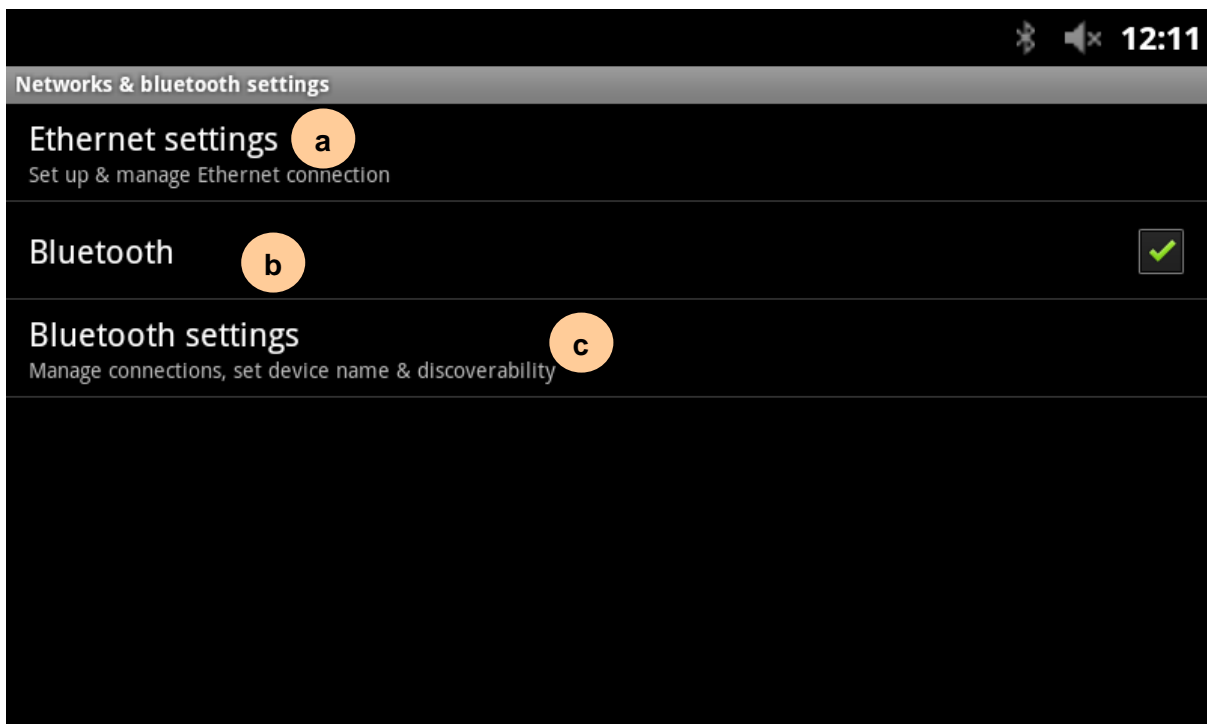 12:11
Networks & bluetooth settings
Ethernet settings a
Set up & manage Ethernet connection
Bluetooth b
Bluetooth settings c
Manage connections, set device name & discoverability